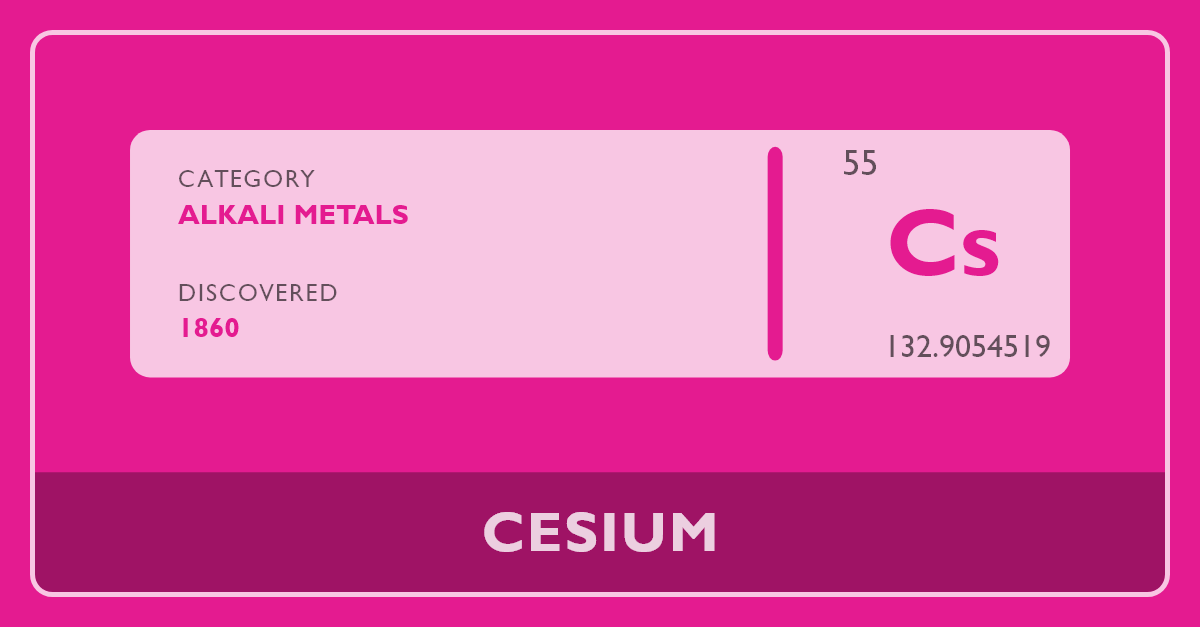 CATEGORY
ALKALI METALS
DISCOVERED
1860
55
Cs
132.9054519
CESIUM